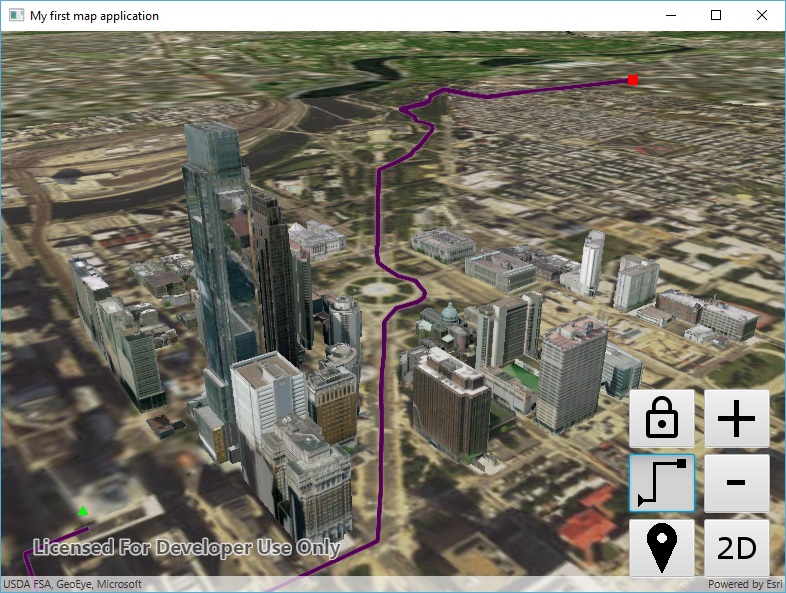 My first map application
2D
Licensed For Developer Use Only
USDA FSA, GeoEye, Microsoft
Powered by Esri